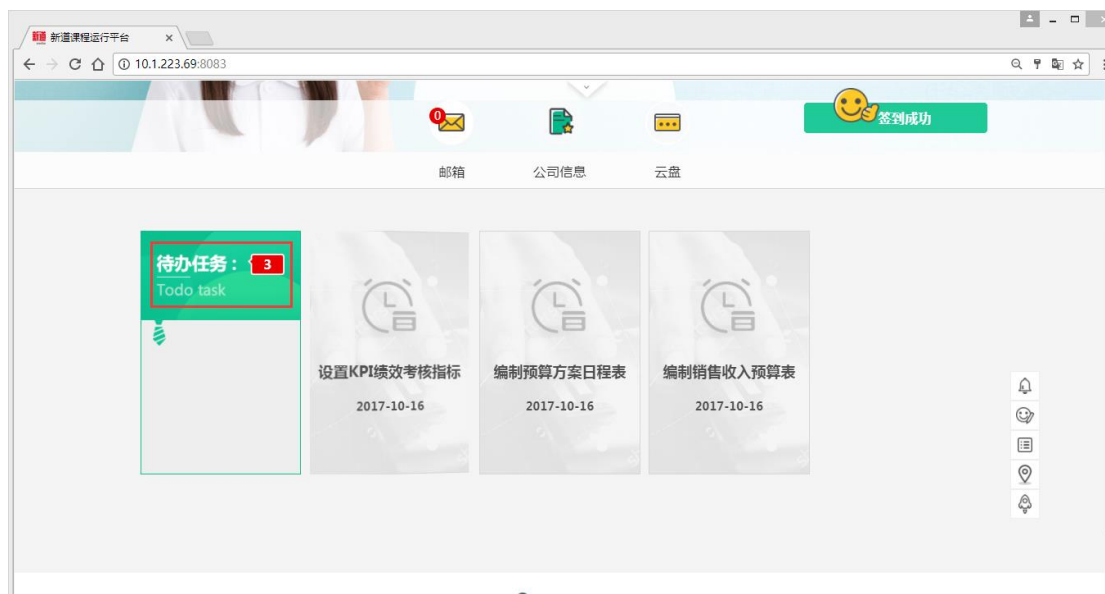 新道 新道课程运行平台
10.1.223.69:8083
0
签到成功
邮箱 公司信息 云盘
待办任务： 3
Todo task
设置KPI绩效考核指标
2017-10-16
编制预算方案日程表
2017-10-16
编制销售收入预算表
2017-10-16